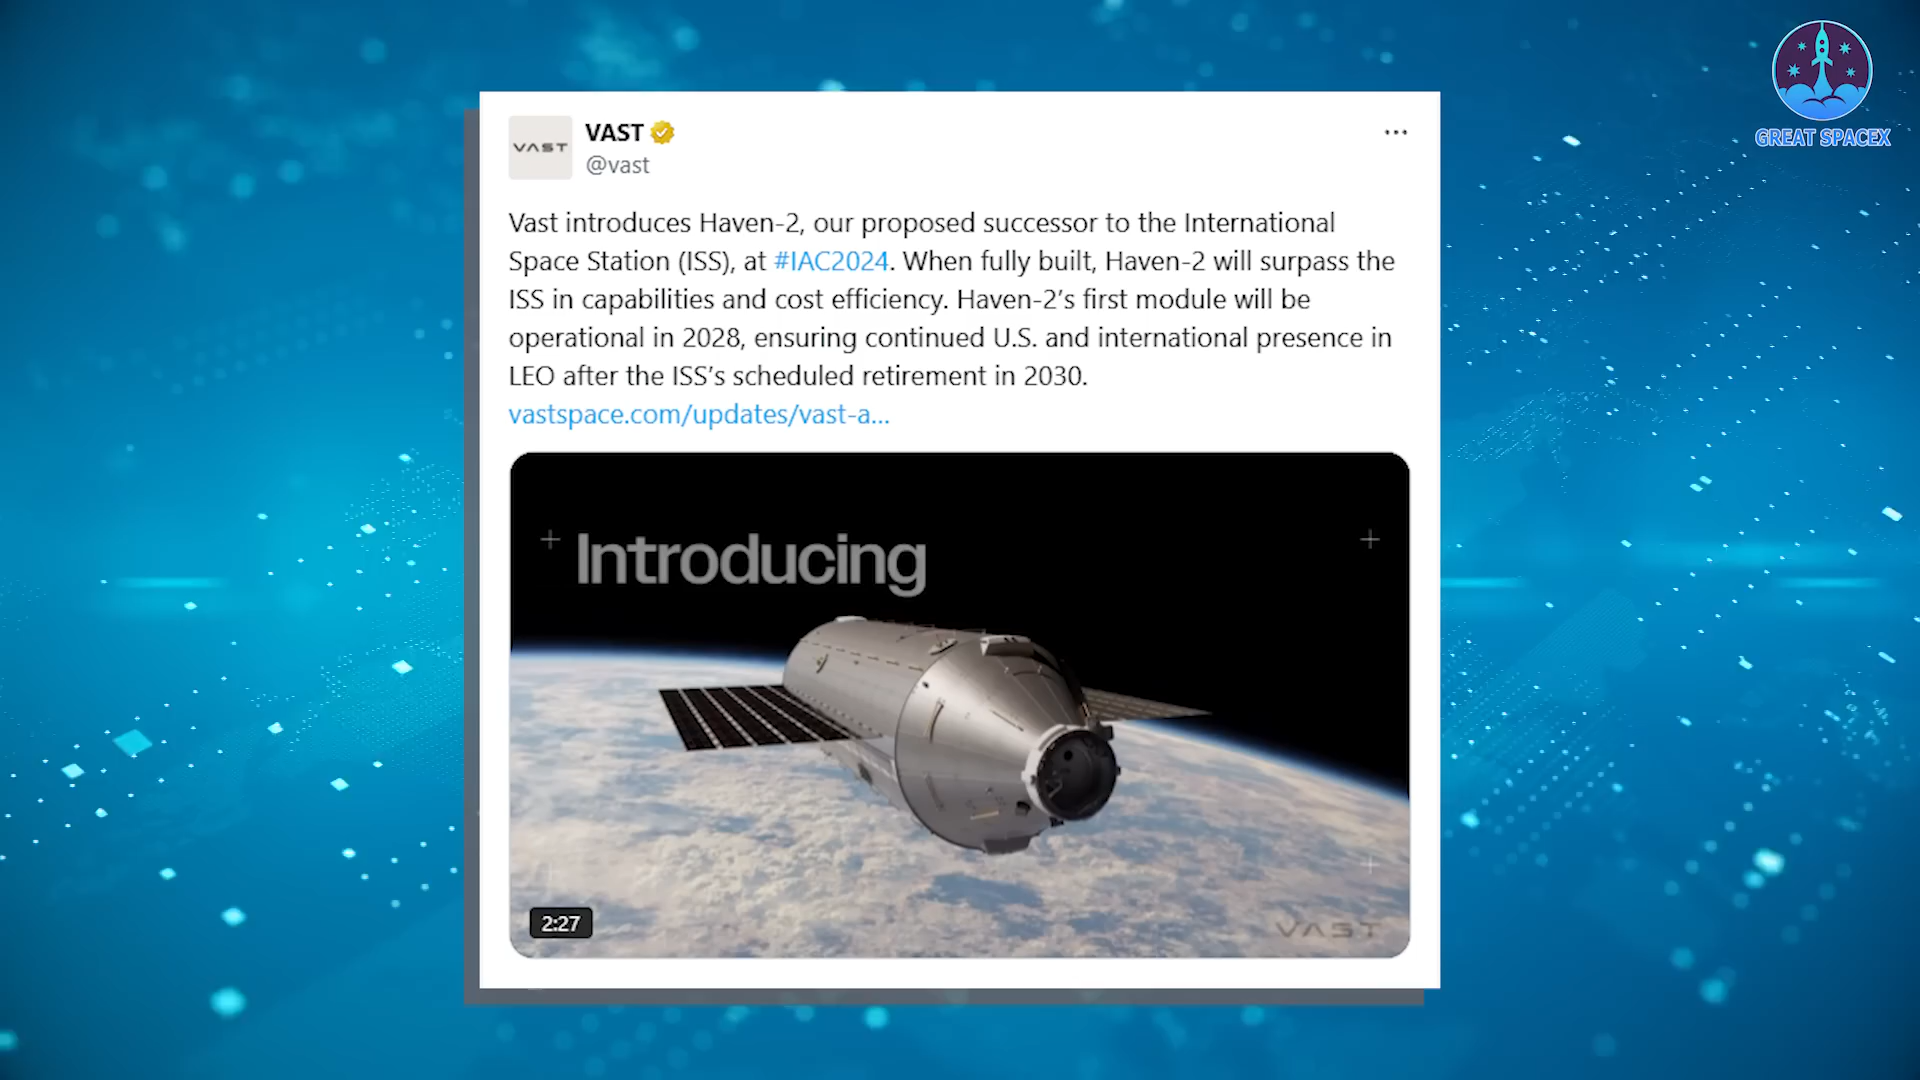 GREAT SPACEX
VAST
VAST
@vast
Vast introduces Haven-2, our proposed successor to the International
Space Station (ISS), at #IAC2024. When fully built, Haven-2 will surpass the
ISS in capabilities and cost efficiency. Haven-2's first module will be
operational in 2028, ensuring continued U.S. and international presence in
LEO after the ISS's scheduled retirement in 2030.
vastspace.com/updates/vast-a...
Introducing
2:27
VAST